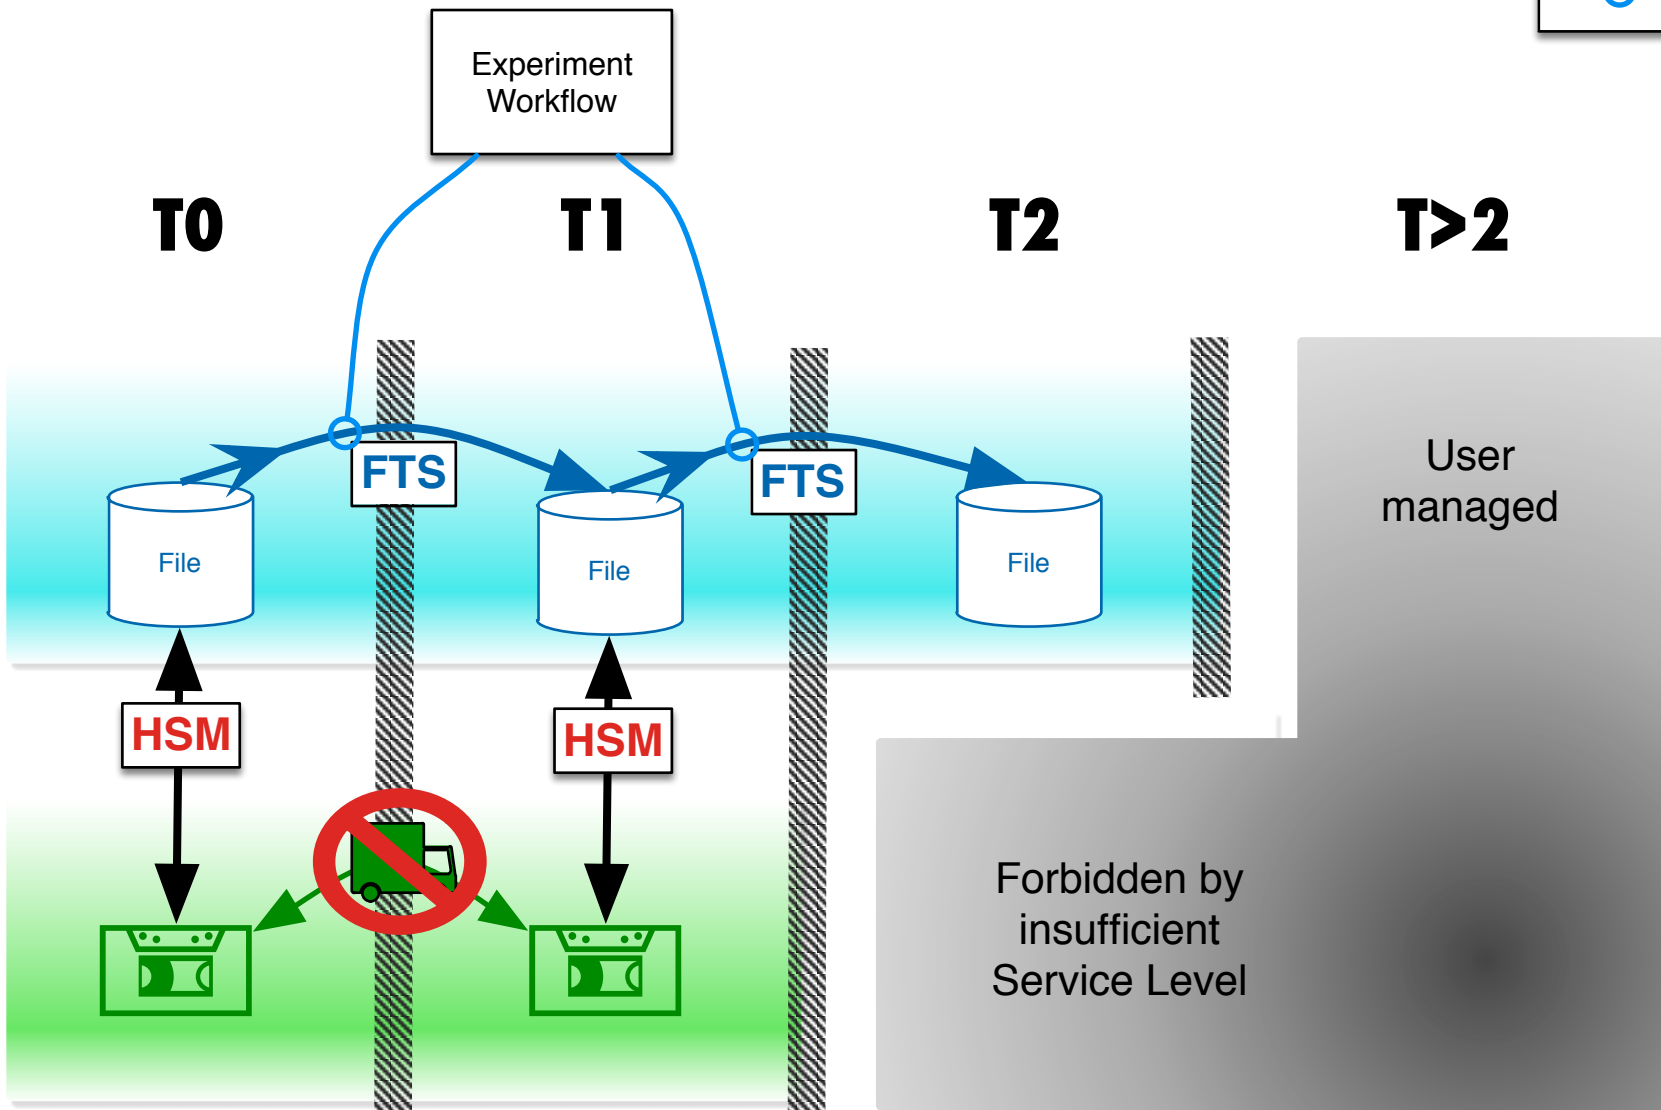 Experiment
Workflow
T0
T1
T2
T>2
FTS
FTS
User
managed
File
File
File
HSM
HSM
Forbidden by
insufficient
Service Level